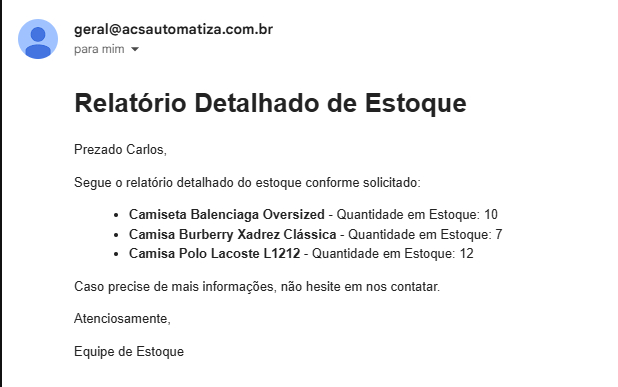 geral@acsautomatiza.com.br
para mim
Relatório Detalhado de Estoque
Prezado Carlos,
Segue o relatório detalhado do estoque conforme solicitado:
• Camiseta Balenciaga Oversized - Quantidade em Estoque: 10
• Camisa Burberry Xadrez Clássica - Quantidade em Estoque: 7
• Camisa Polo Lacoste L1212 - Quantidade em Estoque: 12
Caso precise de mais informações, não hesite em nos contatar.
Atenciosamente,
Equipe de Estoque